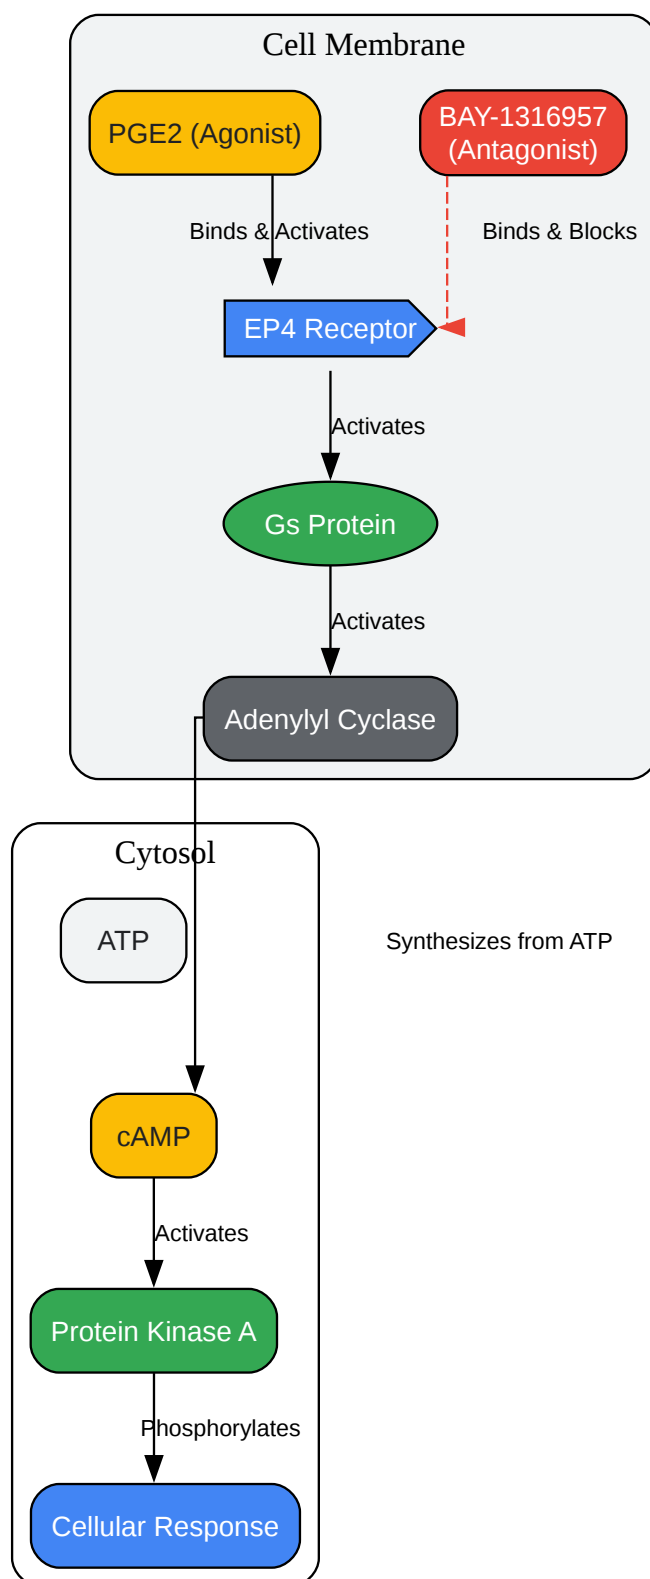 Cell Membrane
PGE2 (Agonist)
BAY-1316957
(Antagonist)
Binds & Activates
Binds & Blocks
EP4 Receptor
Activates
Gs Protein
Activates
Adenylyl Cyclase
Cytosol
ATP
Synthesizes from ATP
cAMP
Activates
Protein Kinase A
Phosphorylates
Cellular Response